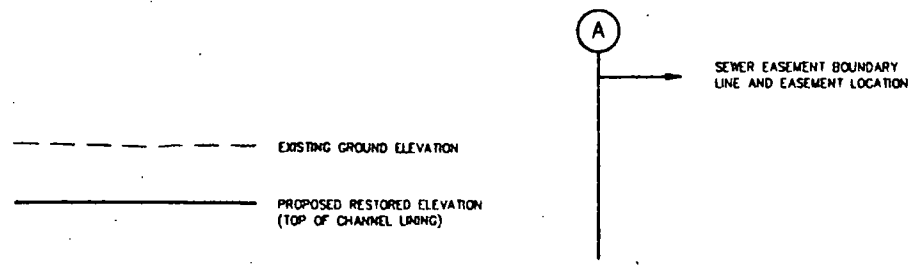 A
SEWER EASEMENT BOUNDARY
LINE AND EASEMENT LOCATION
EXISTING GROUND ELEVATION
PROPOSED RESTORED ELEVATION
(TOP OF CHANNEL LINING)